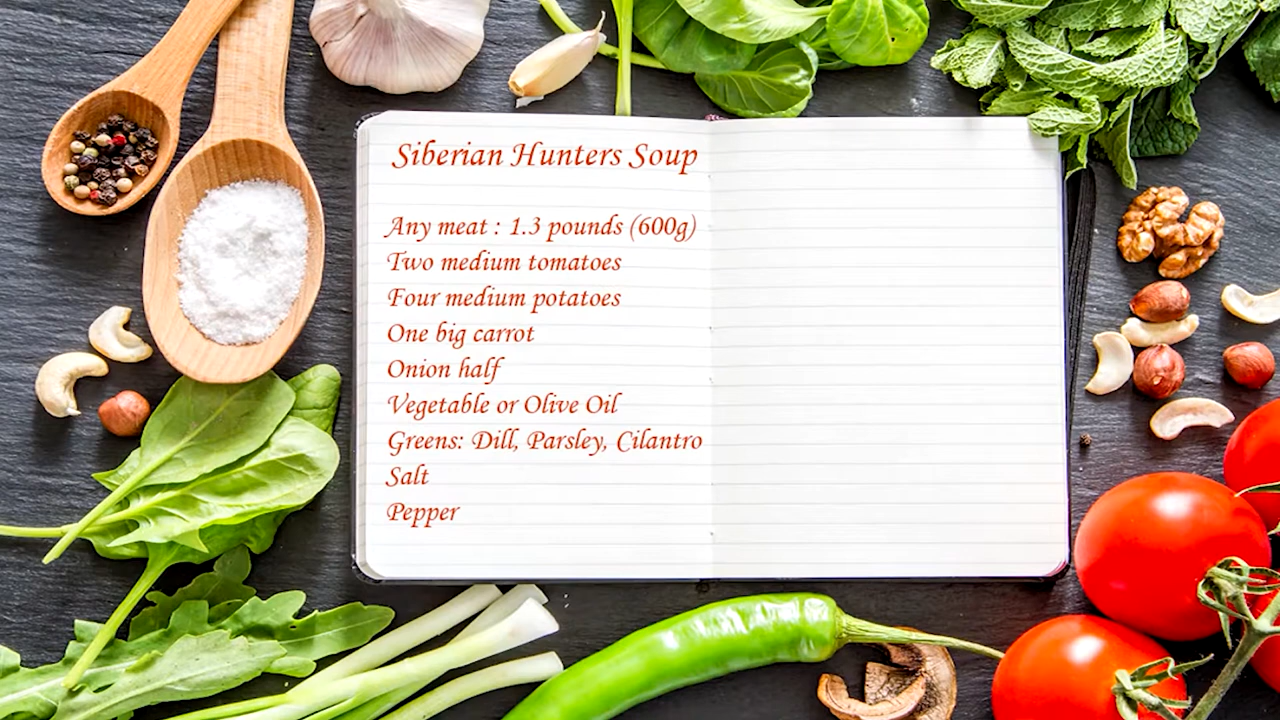 Siberian Hunters Soup
Any meat : 1.3 pounds (600g)
Two medium tomatoes
Four medium potatoes
One big carrot
Onion half
Vegetable or Olive Oil
Greens: Dill, Parsley, Cilantro
Salt
Pepper